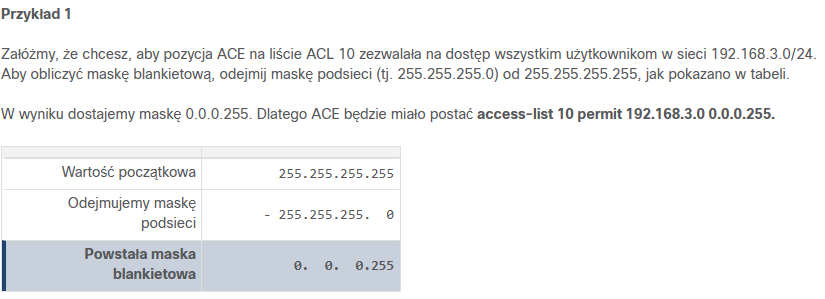 Przykład 1
Załóżmy, że chcesz, aby pozycja ACE na liście ACL 10 zezwalała na dostęp wszystkim użytkownikom w sieci 192.168.3.0/24.
Aby obliczyć maskę blankietową, odejmij maskę podsieci (tj. 255.255.255.0) od 255.255.255.255, jak pokazano w tabeli.
W wyniku dostajemy maskę 0.0.0.255. Dlatego ACE będzie miało postać access-list 10 permit 192.168.3.0 0.0.0.255.
Wartość początkowa 255.255.255.255
Odejmujemy maskę
podsieci - 255.255.255. 0
Powstała maska
blankietowa 0. 0. 0.255